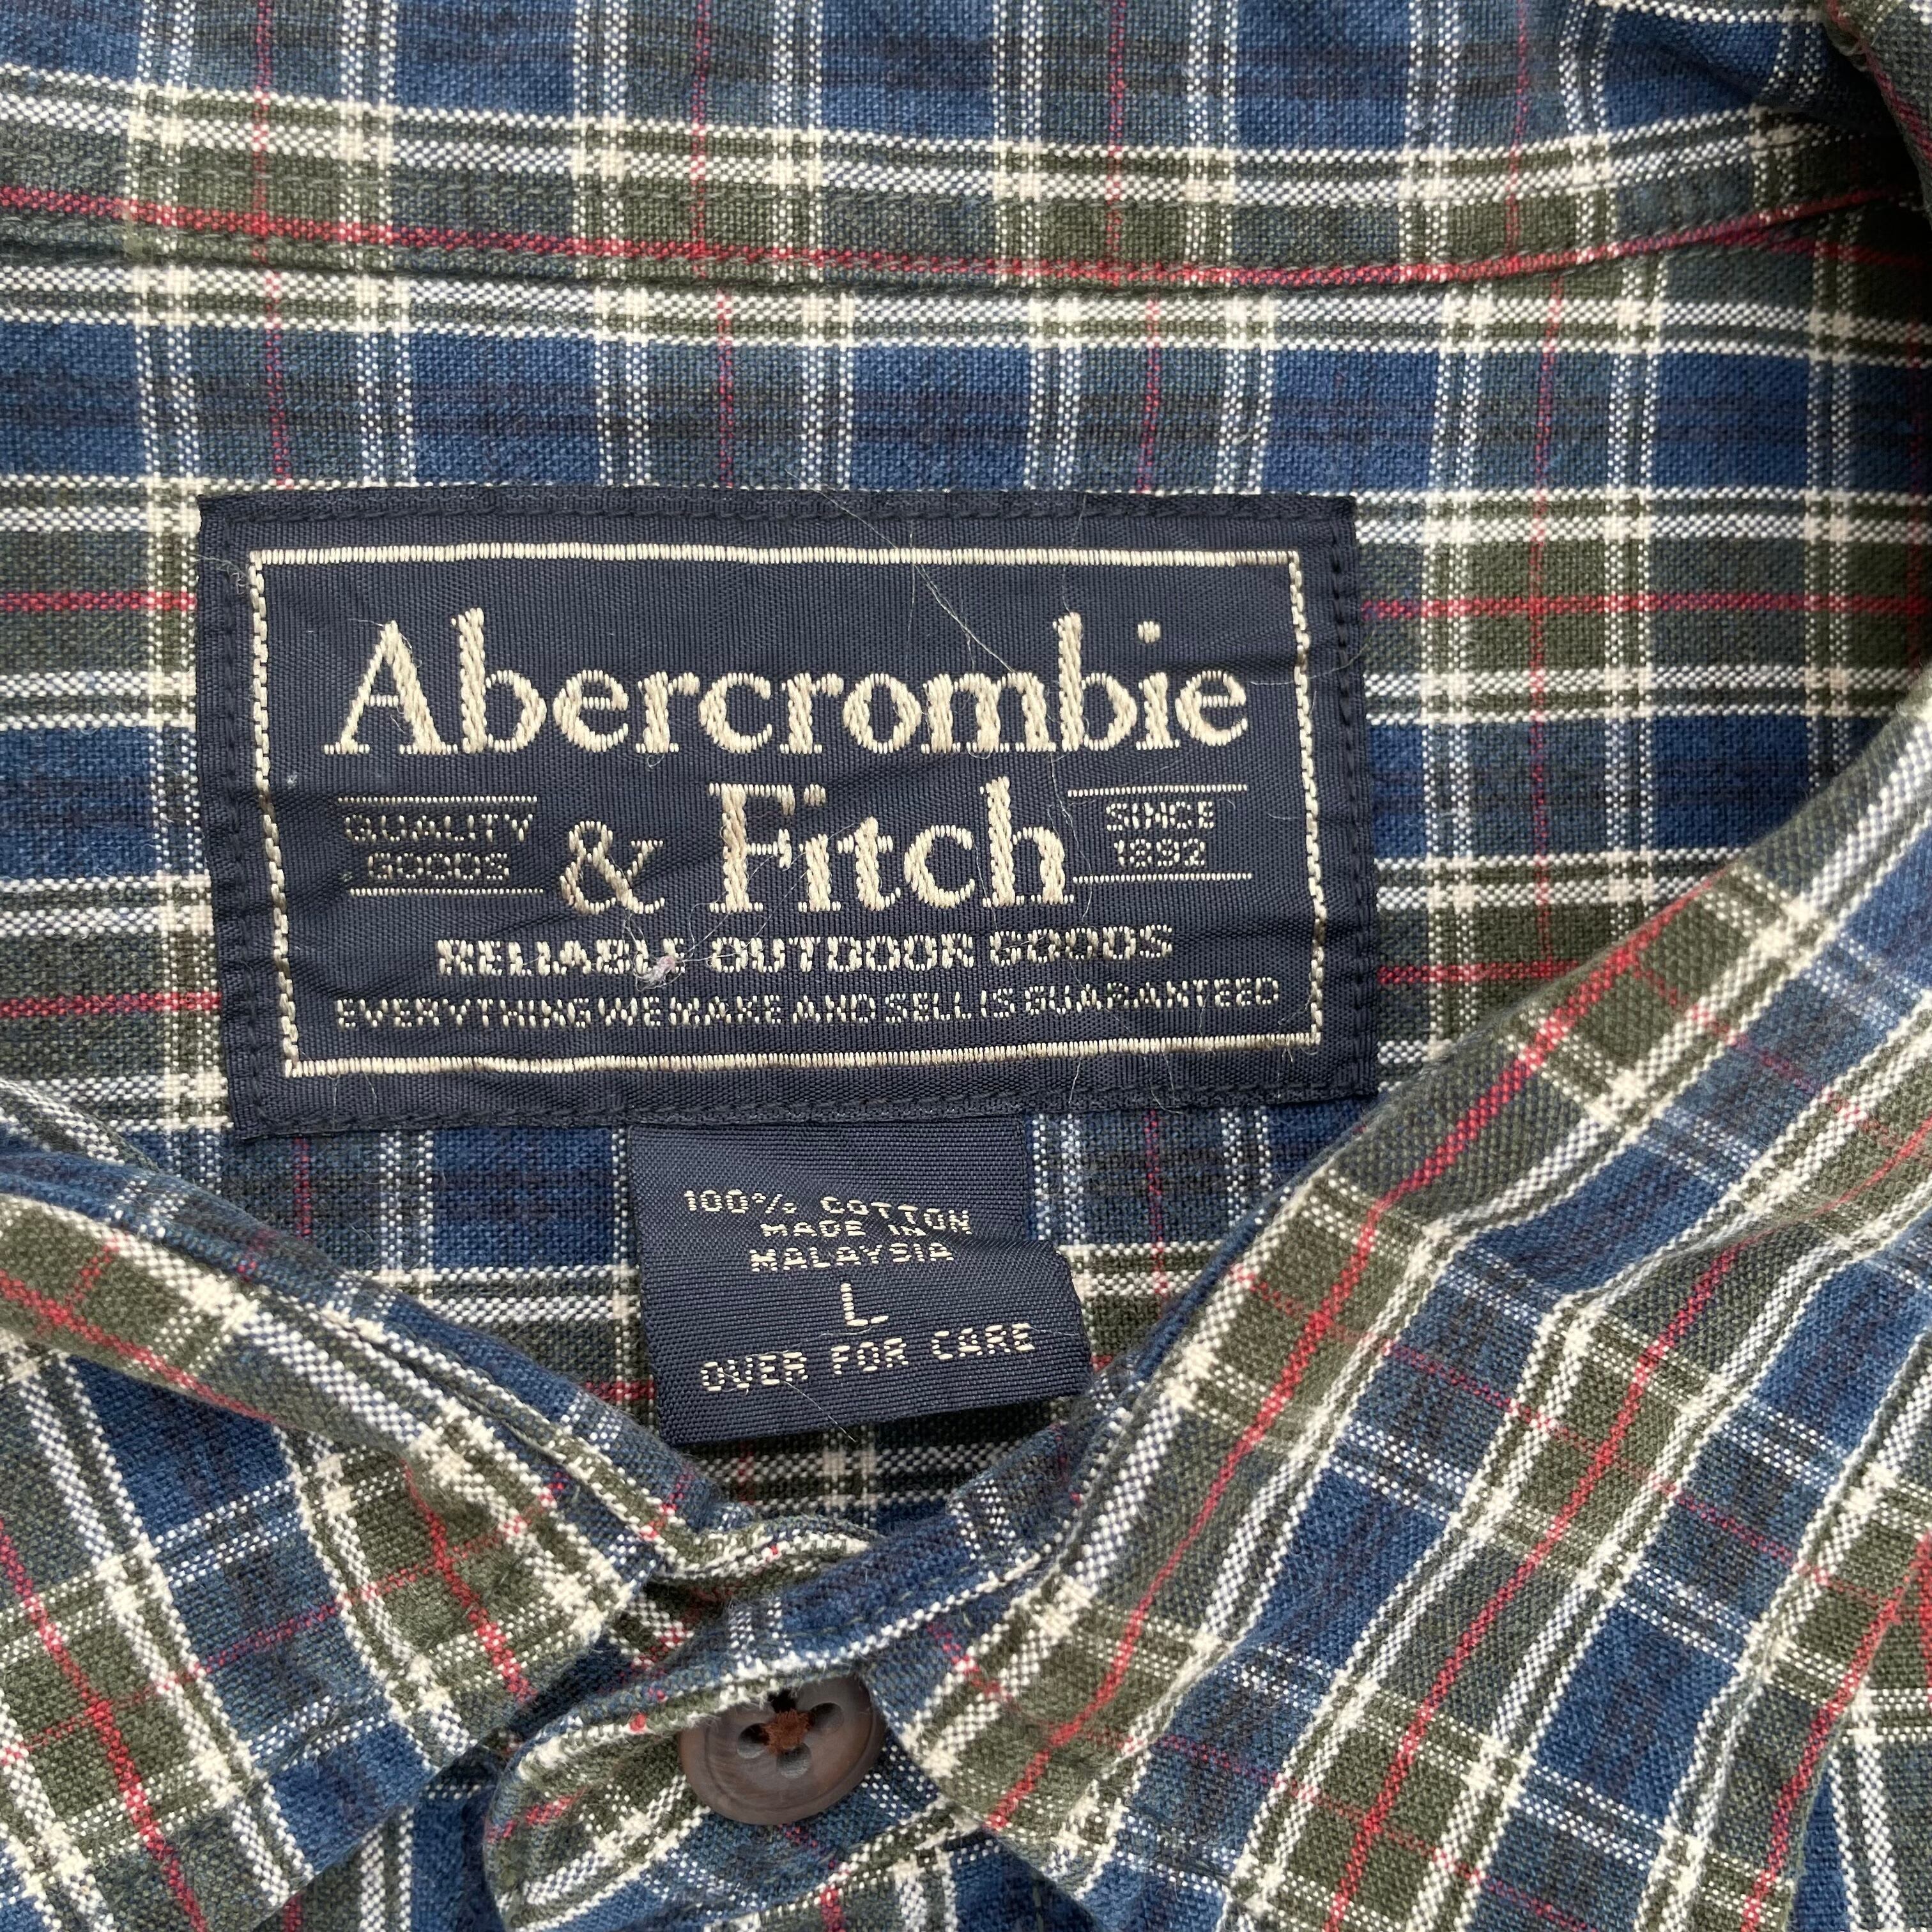 Abercrombie
QUALITY
GOODS
& Fitch
SINCE
1892
RELIABLE OUTDOOR GOODS
EVERYTHING WE MAKE AND SELL IS GUARANTEED
100% COTTON
MADE IN
MALAYSIA
L
OVER FOR CARE